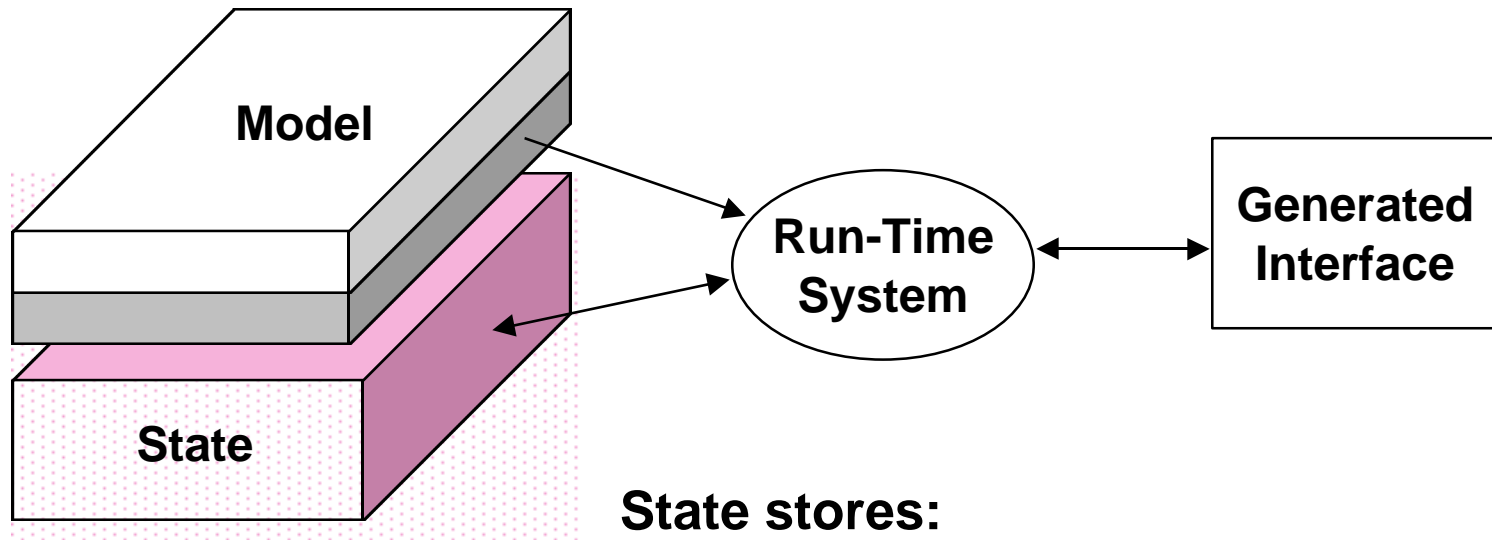 Model
Run-Time
System
Generated
Interface
State
State stores: